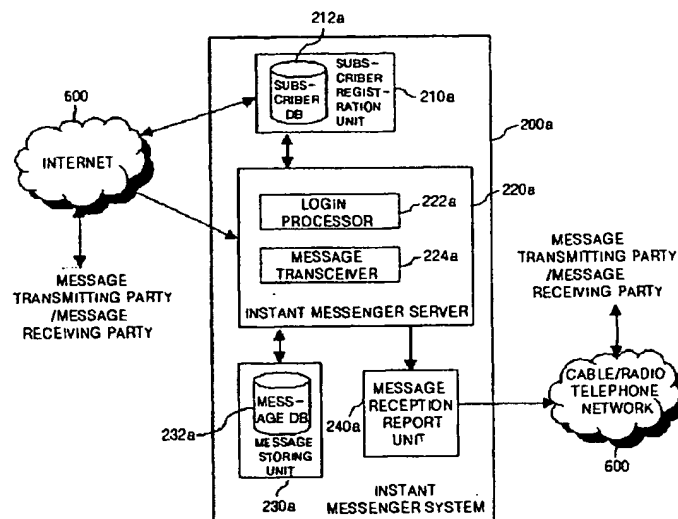 212a
SUBS-
CRIBER
DB
SUBS-
CRIBER
REGIST-
RATION
UNIT
210a
200a
600
INTERNET
220a
LOGIN
PROCESSOR
222a
MESSAGE
TRANSCEIVER
224a
INSTANT MESSENGER SERVER
MESSAGE
TRANSMITTING PARTY
/MESSAGE
RECEIVING PARTY
MESSAGE
TRANSMITTING PARTY
/MESSAGE
RECEIVING PARTY
MESS-
AGE DB
232a
MESSAGE
STORING
UNIT
230a
MESSAGE
RECEPTION
REPORT
UNIT
240a
CABLE/RADIO
TELEPHONE
NETWORK
600
INSTANT
MESSENGER SYSTEM